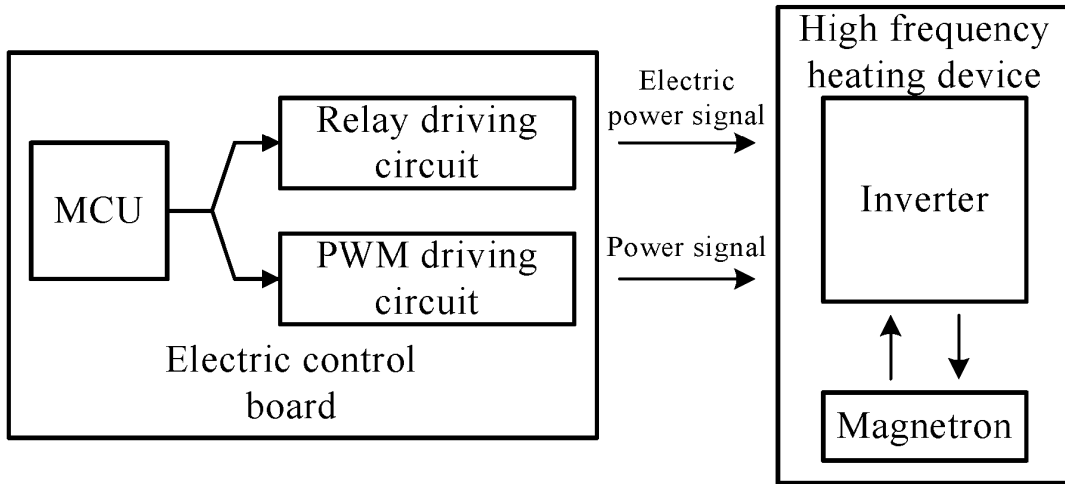 MCU
Relay driving
circuit
PWM driving
circuit
Electric control
board
Electric
power signal
Power signal
High frequency
heating device
Inverter
Magnetron